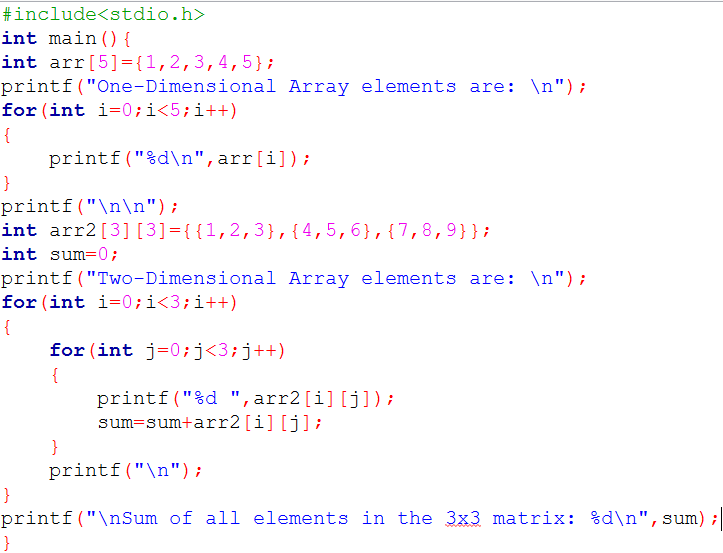 #include<stdio.h>
int main(){
int arr[5]={1,2,3,4,5};
printf("One-Dimensional Array elements are: \n");
for(int i=0;i<5;i++)
{
    printf("%d\n",arr[i]);
}
printf("\n\n");
int arr2[3][3]={{1,2,3},{4,5,6},{7,8,9}};
int sum=0;
printf("Two-Dimensional Array elements are: \n");
for(int i=0;i<3;i++)
{
    for(int j=0;j<3;j++)
    {
        printf("%d ",arr2[i][j]);
        sum=sum+arr2[i][j];
    }
    printf("\n");
}
printf("\nSum of all elements in the 3x3 matrix: %d\n",sum);
}